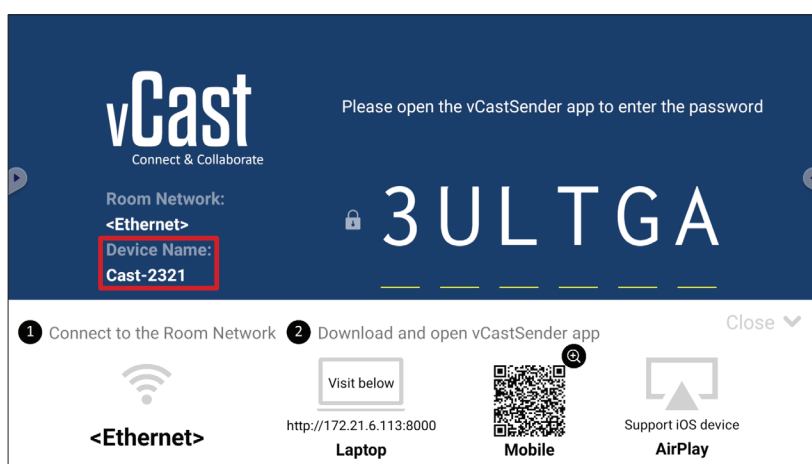 vCast
Connect & Collaborate
Please open the vCastSender app to enter the password
Room Network:
<Ethernet>
Device Name:
Cast-2321
3ULTGA
1 Connect to the Room Network
2 Download and open vCastSender app
Close
Visit below
http://172.21.6.113:8000
Support iOS device
<Ethernet>
Laptop
Mobile
AirPlay